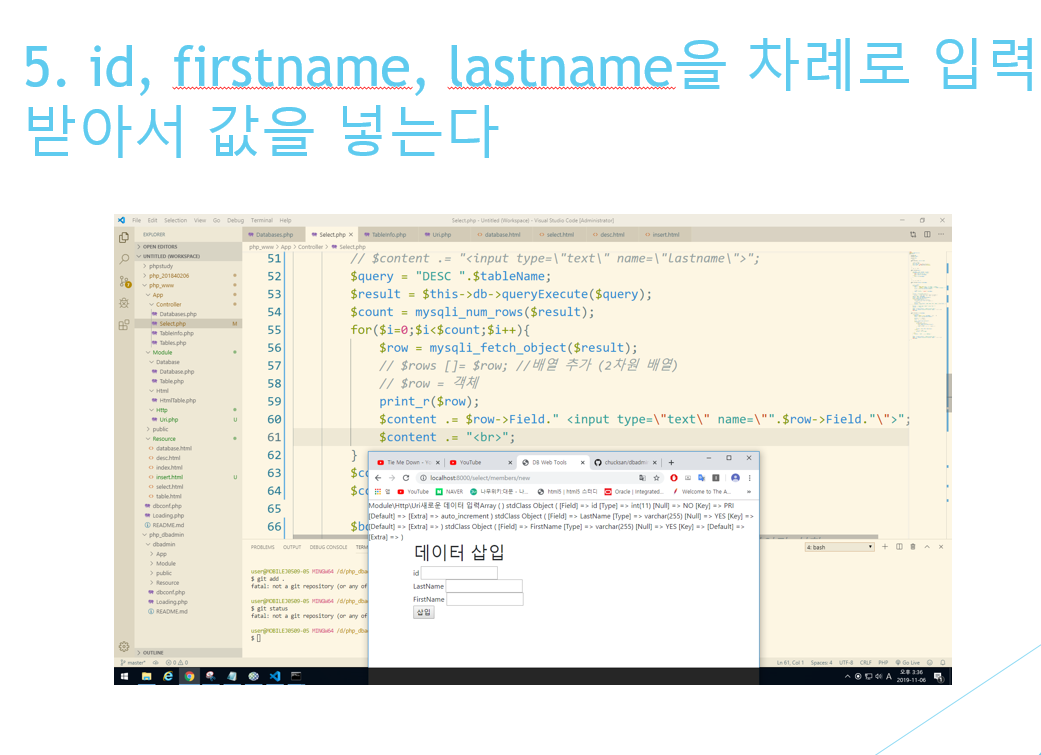 5. id, firstname, lastname을 차례로 입력
받아서 값을 넣는다
File Edit Selection View Go Debug Terminal Help
Select.php - Untitled (Workspace) - Visual Studio Code [Administrator]
EXPLORER
Databases.php Select.php TableInfo.php Uri.php database.html select.html desc.html insert.html
OPEN EDITORS
php_www > App > Controller > Select.php
UNTITLED (WORKSPACE)
phpstudy
php_201840206
php_www
App
Controller
Databases.php
Select.php M
TableInfo.php
Tables.php
Module
Database
Database.php
Table.php
Html
HtmlTable.php
Http
Uri.php U
public
Resource
database.html
desc.html
index.html
insert.html U
select.html
table.html
dbconf.php
Loading.php
README.md
php_dbadmin
dbadmin
App
Module
public
Resource
dbconf.php
Loading.php
README.md
OUTLINE
51 // $content .= "<input type=\"text\" name=\"lastname\">";
52 $query = "DESC ".$tableName;
53 $result = $this->db->queryExecute($query);
54 $count = mysqli_num_rows($result);
55 for($i=0;$i<$count;$i++){
56 $row = mysqli_fetch_object($result);
57 // $rows []= $row; //배열 추가 (2차원 배열)
58 // $row = 객체
59 print_r($row);
60 $content .= $row->Field." <input type=\"text\" name=\"".$row->Field."\">";
61 $content .= "<br>";
62 }
63 $co
64 $co
65
66 $bo
PROBLEMS OUTPUT DEBUG CONSOLE TERM
4: bash
user@MOBILE30509-05 MINGW64 /d/php_dba
$ git add .
fatal: not a git repository (or any of
user@MOBILE30509-05 MINGW64 /d/php_dba
$ git status
fatal: not a git repository (or any of
user@MOBILE30509-05 MINGW64 /d/php_dba
$
YouTube DB Web Tools chucksan/dbadmin
localhost:8000/select/members/new
앱 YouTube NAVER 나무위키:대문 - 나... html5 | html5 스터디 Oracle | Integrated... Welcome to The A...
Module\Http\Uri새로운 데이터 입력Array ( ) stdClass Object ( [Field] => id [Type] => int(11) [Null] => NO [Key] => PRI
[Default] => [Extra] => auto_increment ) stdClass Object ( [Field] => LastName [Type] => varchar(255) [Null] => YES [Key] =>
[Default] => [Extra] => ) stdClass Object ( [Field] => FirstName [Type] => varchar(255) [Null] => YES [Key] => [Default] =>
[Extra] => )
데이터 삽입
id
LastName
FirstName
삽입
master* 0 0
Ln 61, Col 1 Spaces: 4 UTF-8 CRLF PHP Go Live
A 오후 3:36
2019-11-06